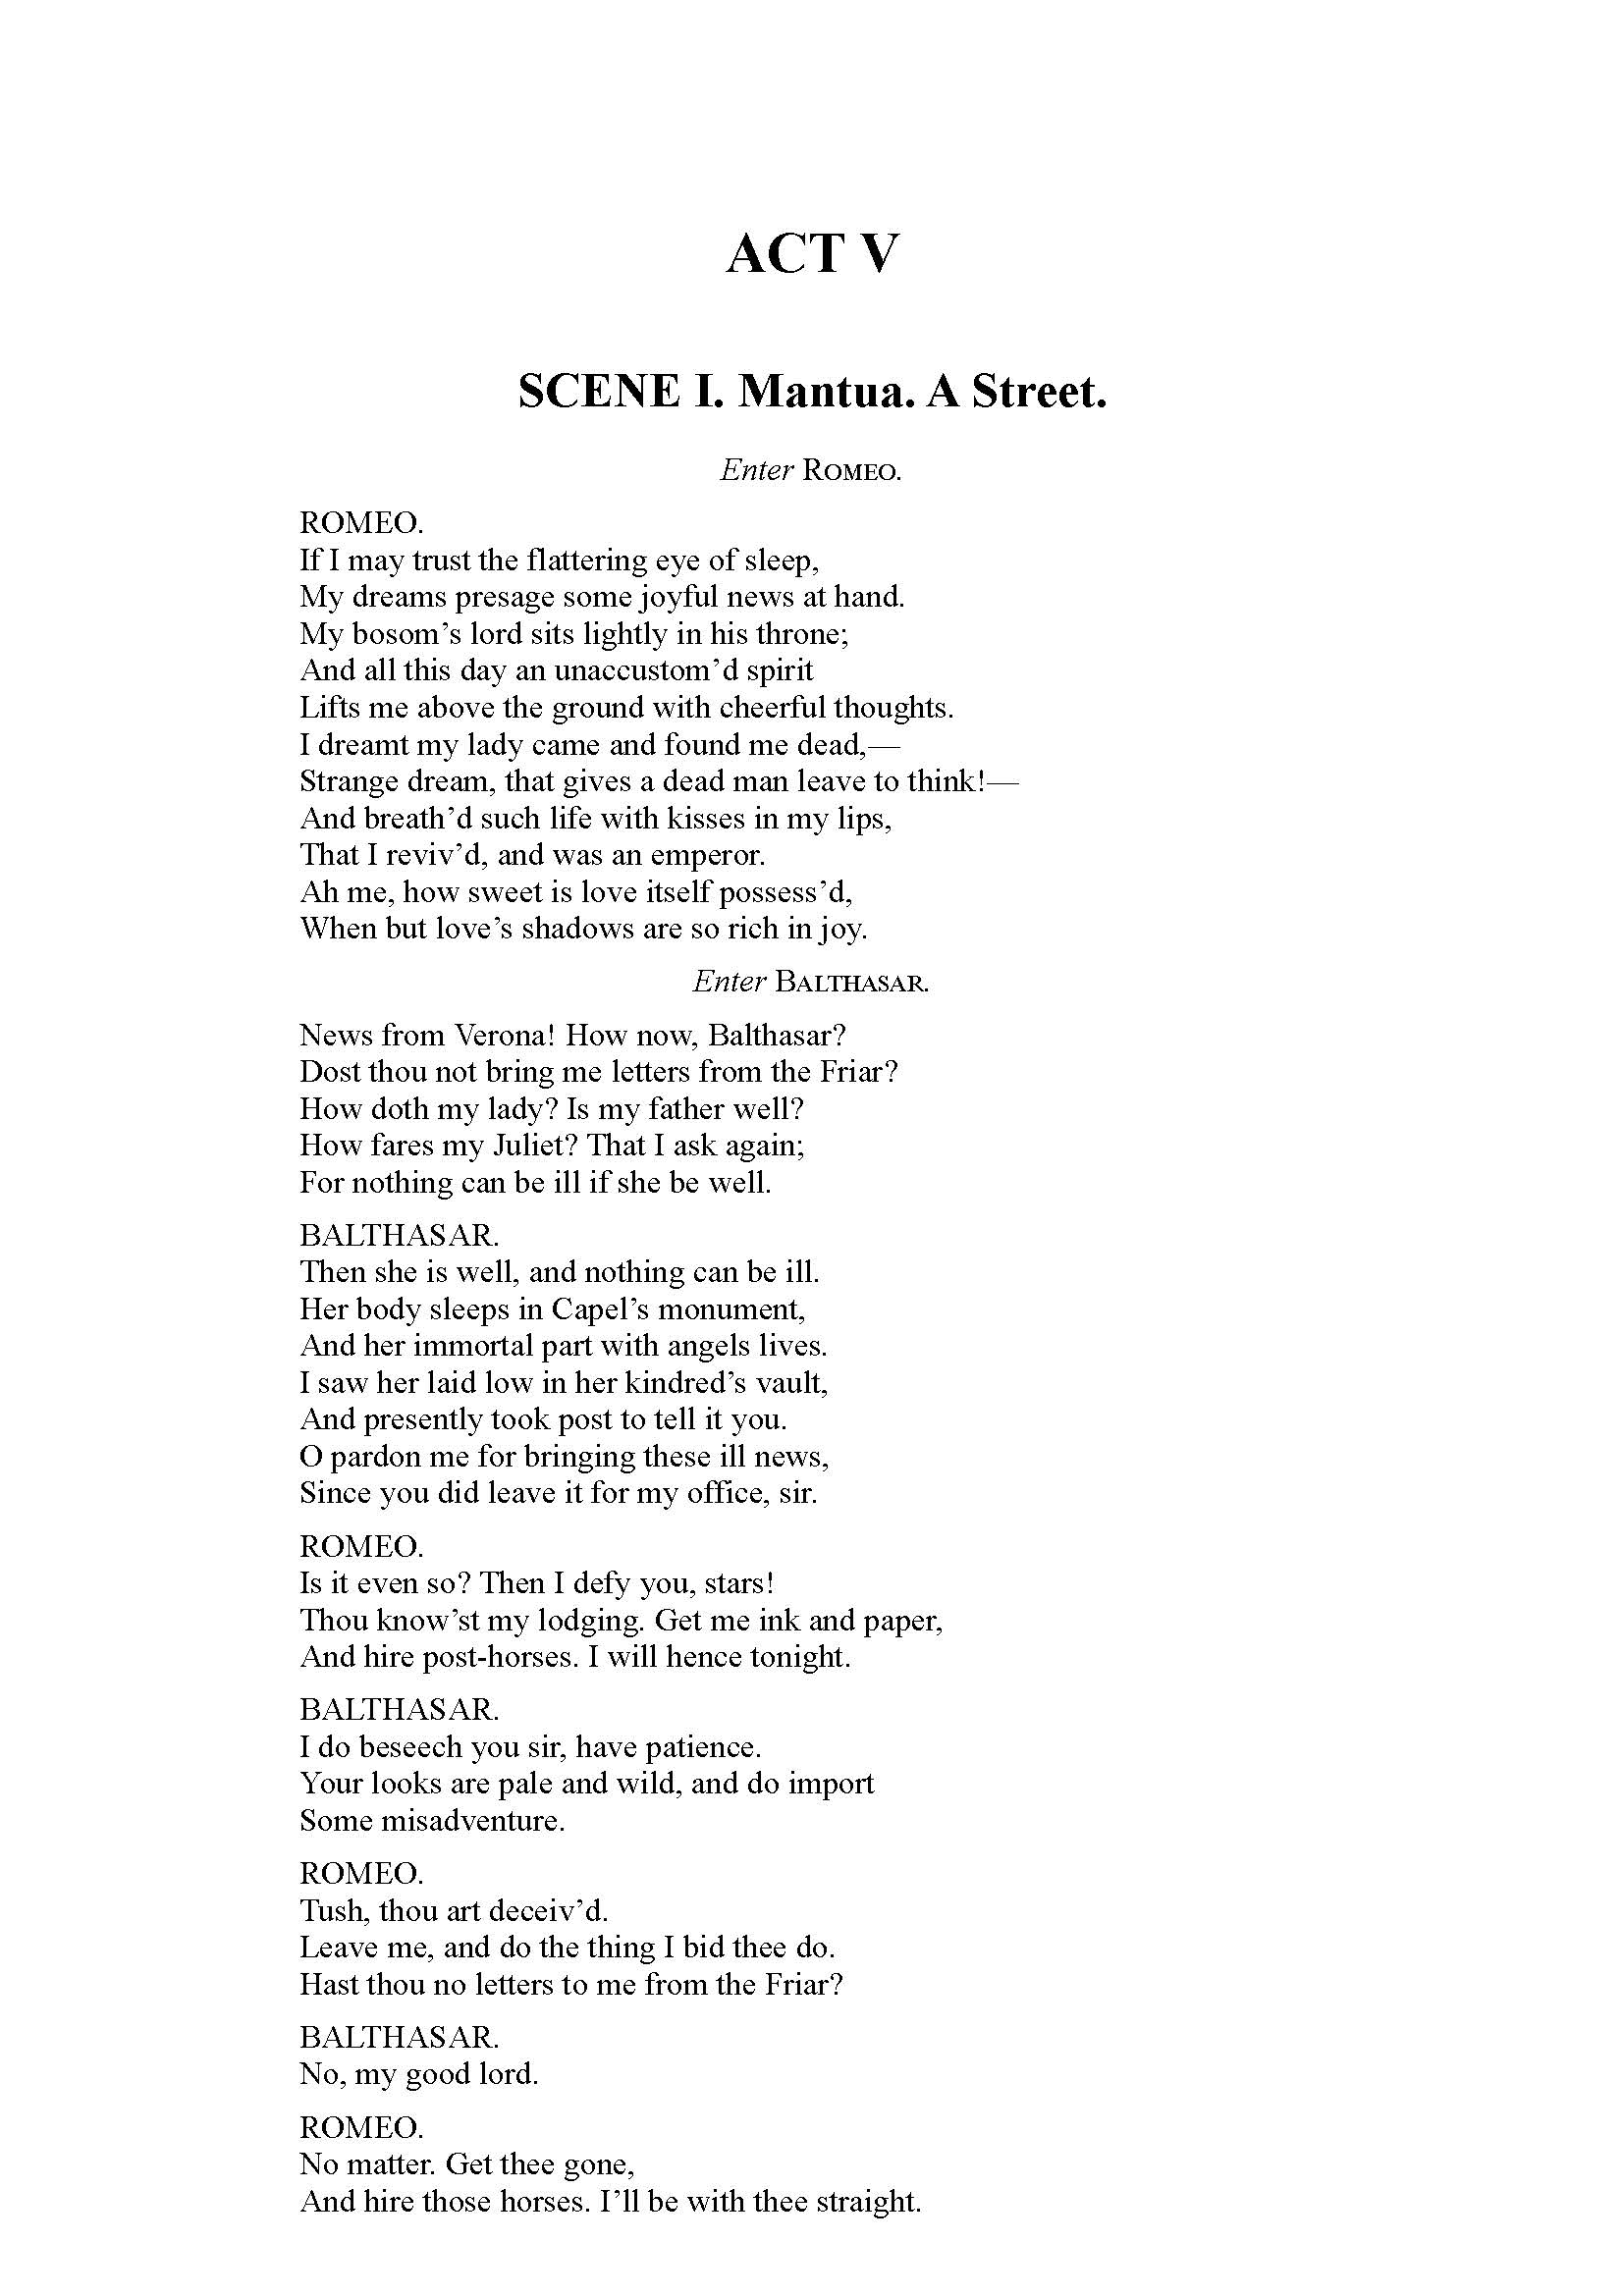 ACT V
SCENE I. Mantua. A Street.
Enter ROMEO.
ROMEO.
If I may trust the flattering eye of sleep,
My dreams presage some joyful news at hand.
My bosom’s lord sits lightly in his throne;
And all this day an unaccustom’d spirit
Lifts me above the ground with cheerful thoughts.
I dreamt my lady came and found me dead,—
Strange dream, that gives a dead man leave to think!—
And breath’d such life with kisses in my lips,
That I reviv’d, and was an emperor.
Ah me, how sweet is love itself possess’d,
When but love’s shadows are so rich in joy.
Enter BALTHASAR.
News from Verona! How now, Balthasar?
Dost thou not bring me letters from the Friar?
How doth my lady? Is my father well?
How fares my Juliet? That I ask again;
For nothing can be ill if she be well.
BALTHASAR.
Then she is well, and nothing can be ill.
Her body sleeps in Capel’s monument,
And her immortal part with angels lives.
I saw her laid low in her kindred’s vault,
And presently took post to tell it you.
O pardon me for bringing these ill news,
Since you did leave it for my office, sir.
ROMEO.
Is it even so? Then I defy you, stars!
Thou know’st my lodging. Get me ink and paper,
And hire post-horses. I will hence tonight.
BALTHASAR.
I do beseech you sir, have patience.
Your looks are pale and wild, and do import
Some misadventure.
ROMEO.
Tush, thou art deceiv’d.
Leave me, and do the thing I bid thee do.
Hast thou no letters to me from the Friar?
BALTHASAR.
No, my good lord.
ROMEO.
No matter. Get thee gone,
And hire those horses. I’ll be with thee straight.